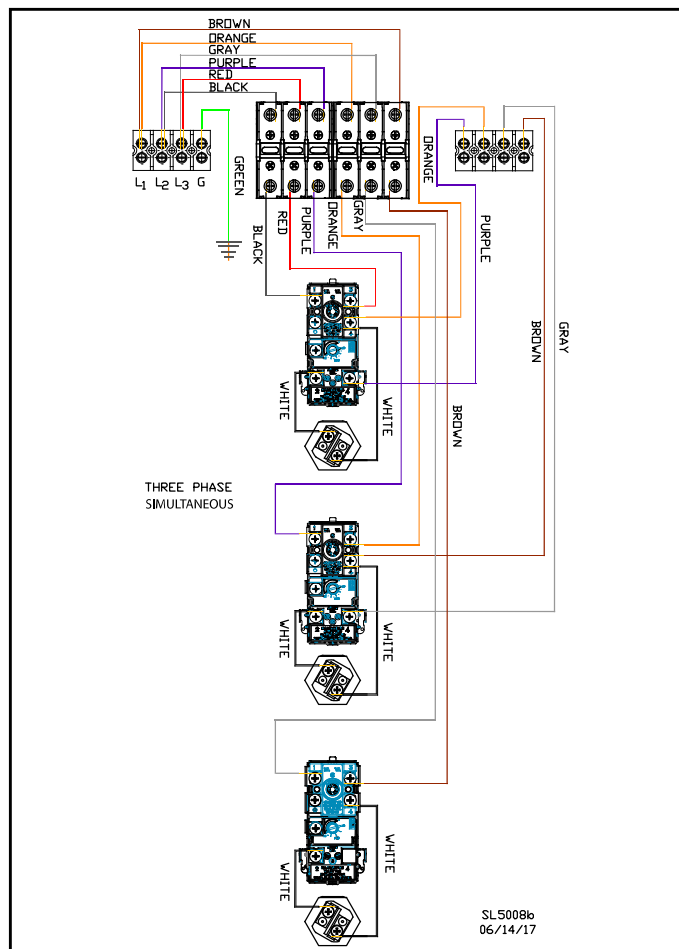 BROWN
ORANGE
GRAY
PURPLE
RED
BLACK
L1 L2 L3 G
GREEN
BLACK
RED
PURPLE
ORANGE
GRAY
ORANGE
PURPLE
BROWN
GRAY
WHITE
WHITE
BROWN
THREE PHASE
SIMULTANEOUS
WHITE
WHITE
WHITE
WHITE
SL5008b
06/14/17